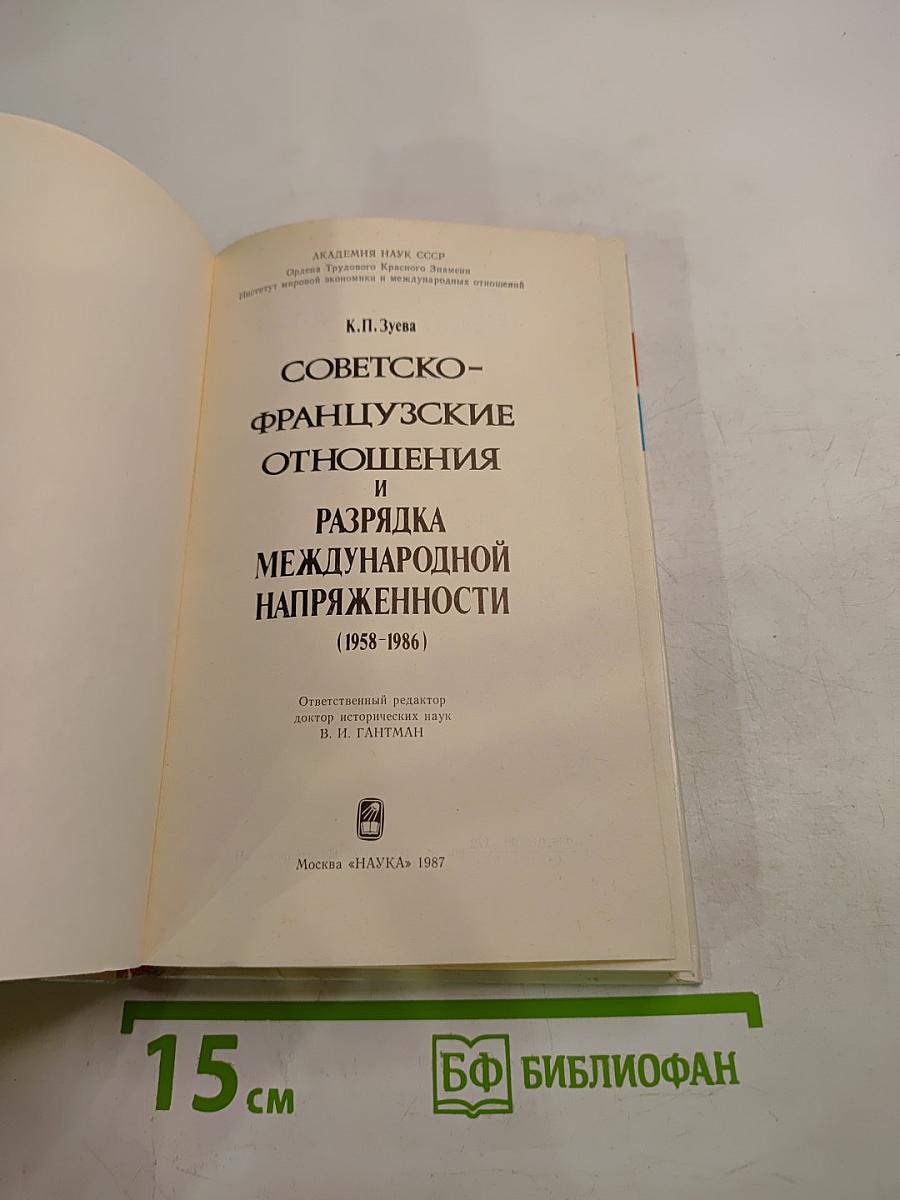 АКАДЕМИЯ НАУК СССР
Ордена Трудового Красного Знамени
Институт мировой экономики и международных отношений
К.П.Зуева
СОВЕТСКО-
ФРАНЦУЗСКИЕ
ОТНОШЕНИЯ
И
РАЗРЯДКА
МЕЖДУНАРОДНОЙ
НАПРЯЖЕННОСТИ
(1958-1986)
Ответственный редактор
доктор исторических наук
В. И. ГАНТМАН
Москва «НАУКА» 1987
15 см
БФ БИБЛИОФАН